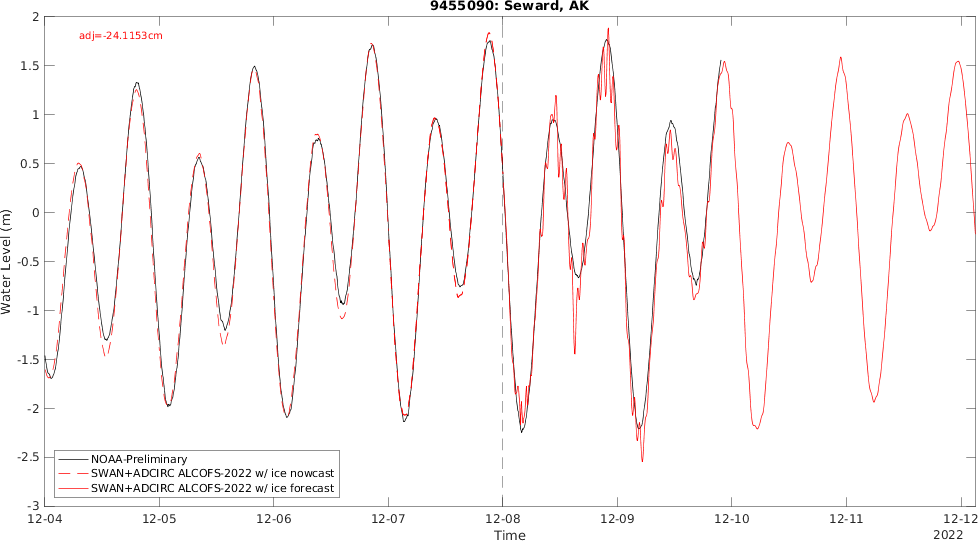 9455090: Seward, AK
adj=-24.1153cm
2
1.5
1
0.5
0
-0.5
-1
-1.5
-2
-2.5
-3
Water Level (m)
NOAA-Preliminary
SWAN+ADCIRC ALCOFS-2022 w/ ice nowcast
SWAN+ADCIRC ALCOFS-2022 w/ ice forecast
12-04 12-05 12-06 12-07 12-08 12-09 12-10 12-11 12-12
Time
2022